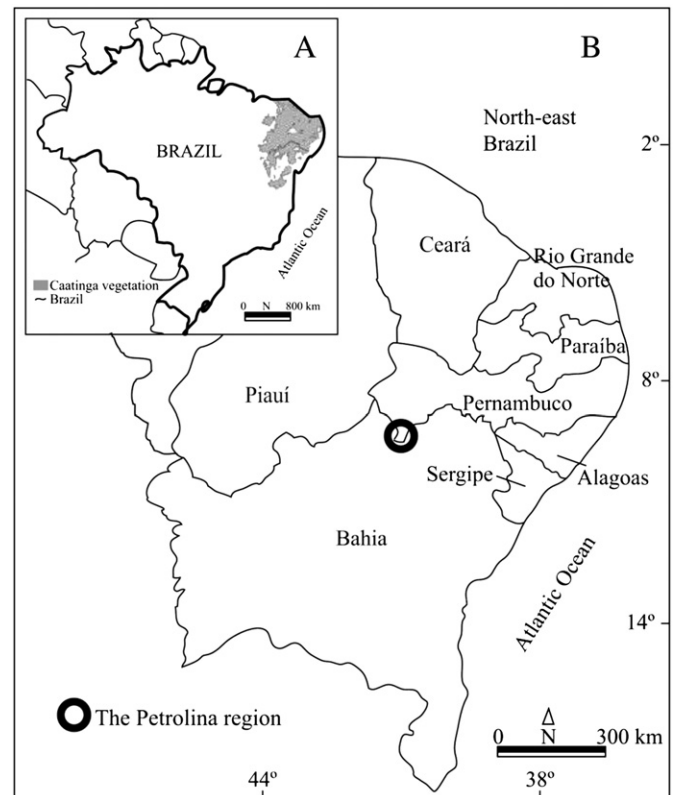 A
BRAZIL
Atlantic Ocean
Caatinga vegetation
Brazil
0 N 800 km
B
North-east
Brazil
2º
Ceará
Rio Grande
do Norte
Paraíba
8º
Piauí
Pernambuco
Sergipe
Alagoas
Bahia
Atlantic Ocean
14º
The Petrolina region
0 N 300 km
44º
38º